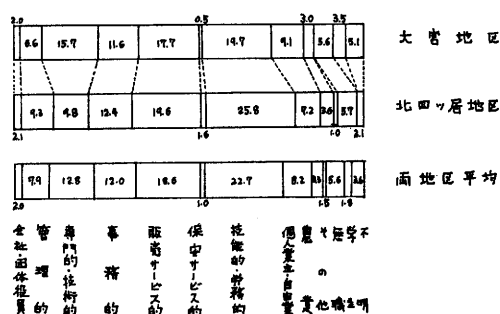 2.0 0.5 3.0 3.5
8.6 15.7 11.6 17.7 19.7 9.1 5.6 5.1 大宮地区
9.3 9.8 12.4 19.6 25.8 7.2 3.6 5.7 北四ッ居地区
2.1 1.6 1.0 2.1
7.9 12.8 12.0 18.6 22.7 8.2 5.6 3.6 両地区平均
2.0 1.0 1.5 1.8
会社・団体役員
管理的
専門的・技術的
事務的
販売サービス的
保安サービス的
技能的・労務的
個人業主・自由業
農業
その他
無職
学生
不明